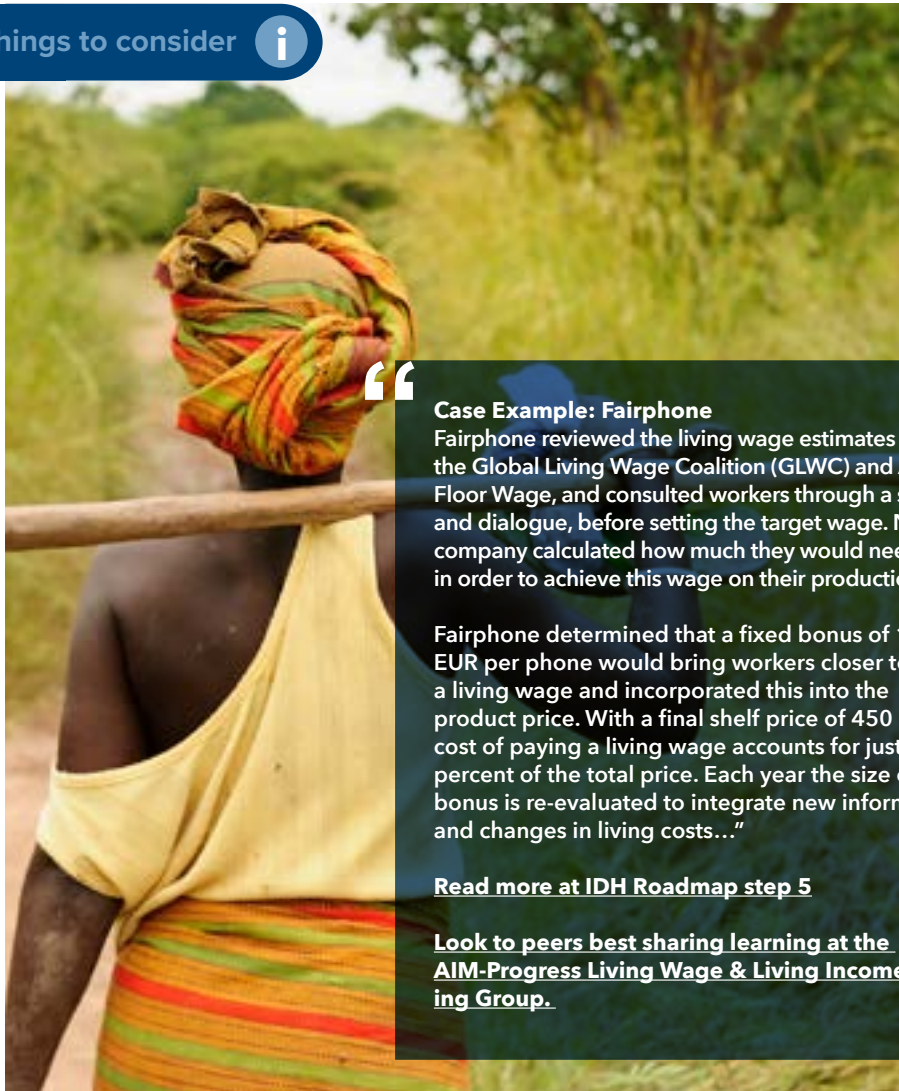 hings to consider
i
“
Case Example: Fairphone
Fairphone reviewed the living wage estimates
the Global Living Wage Coalition (GLWC) and
Floor Wage, and consulted workers through a
and dialogue, before setting the target wage.
company calculated how much they would nee
in order to achieve this wage on their productio
Fairphone determined that a fixed bonus of
EUR per phone would bring workers closer to
a living wage and incorporated this into the
product price. With a final shelf price of 450
cost of paying a living wage accounts for just
percent of the total price. Each year the size
bonus is re-evaluated to integrate new inform
and changes in living costs…”
Read more at IDH Roadmap step 5
Look to peers best sharing learning at the
AIM-Progress Living Wage & Living Income
ing Group.